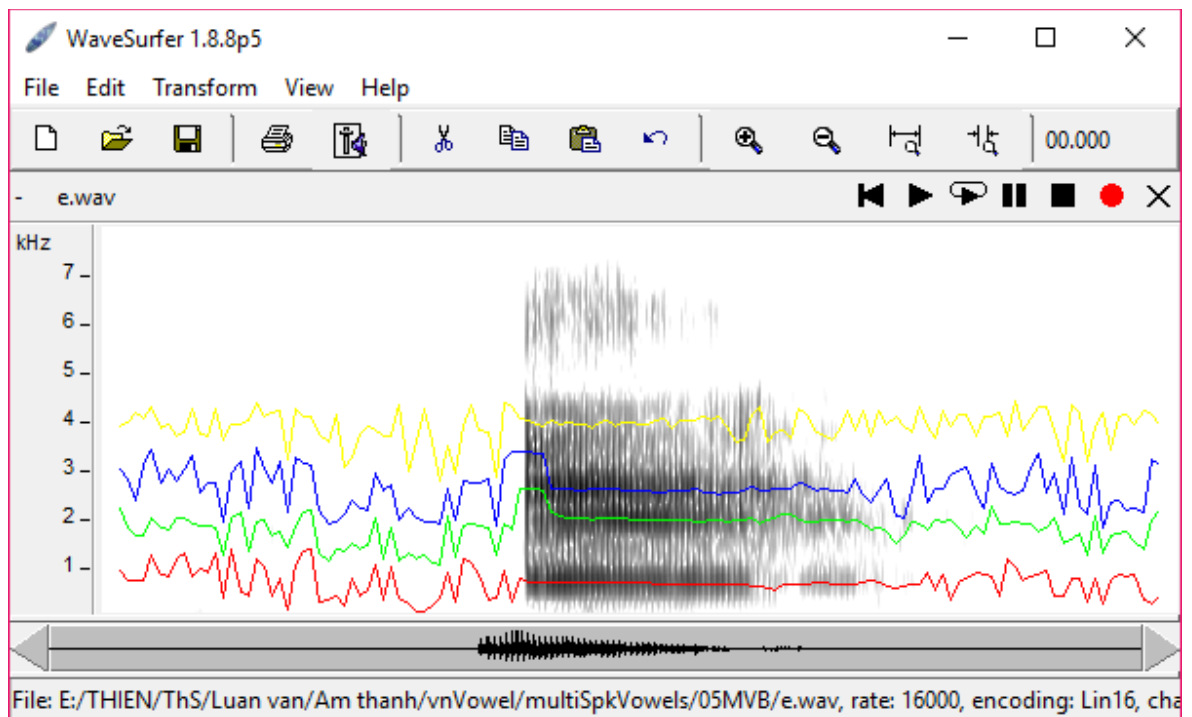 WaveSurfer 1.8.8p5
File Edit Transform View Help
00.000
- e.wav
kHz
7
6
5
4
3
2
1
File: E:/THIEN/ThS/Luan van/Am thanh/vnVowel/multiSpkVowels/05MVB/e.wav, rate: 16000, encoding: Lin16, cha